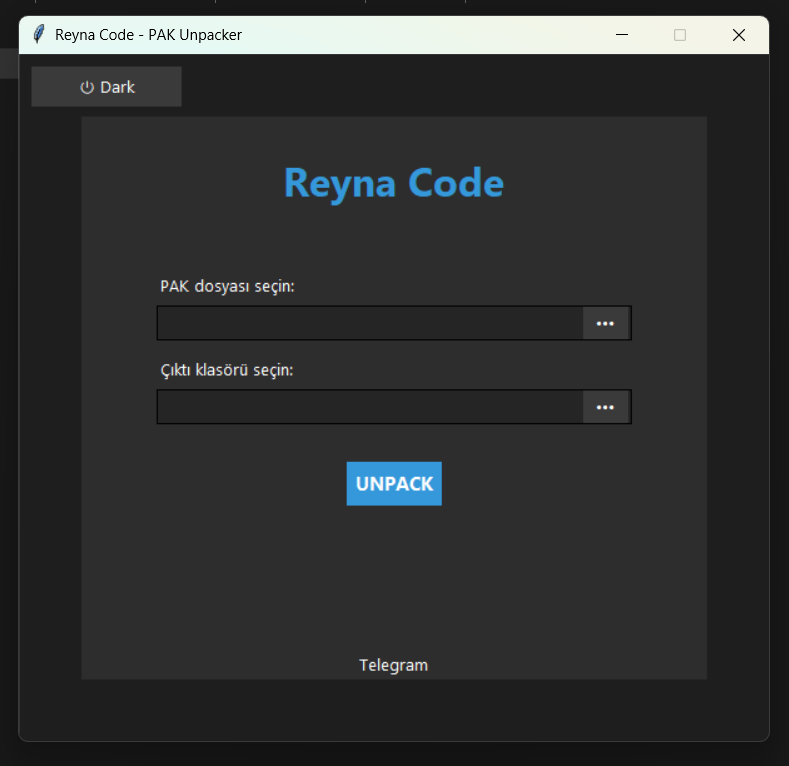 Reyna Code - PAK Unpacker
Dark
Reyna Code
PAK dosyası seçin:
...
Çıktı klasörü seçin:
...
UNPACK
Telegram